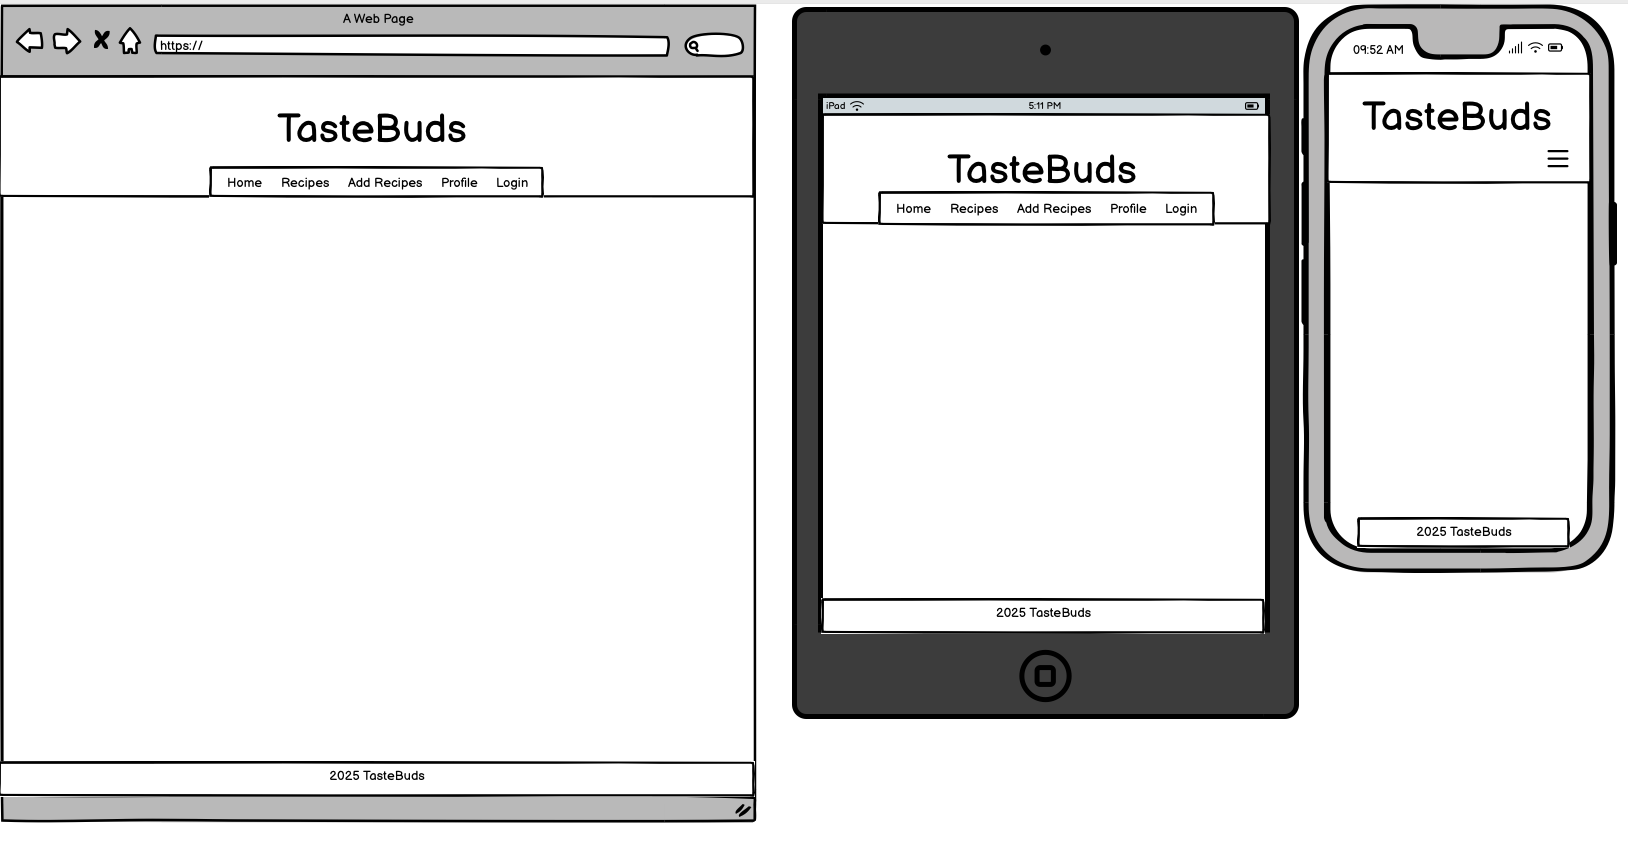 A Web Page
https://
TasteBuds
Home Recipes Add Recipes Profile Login
2025 TasteBuds
iPad 5:11 PM
TasteBuds
Home Recipes Add Recipes Profile Login
2025 TasteBuds
09:52 AM
TasteBuds
2025 TasteBuds